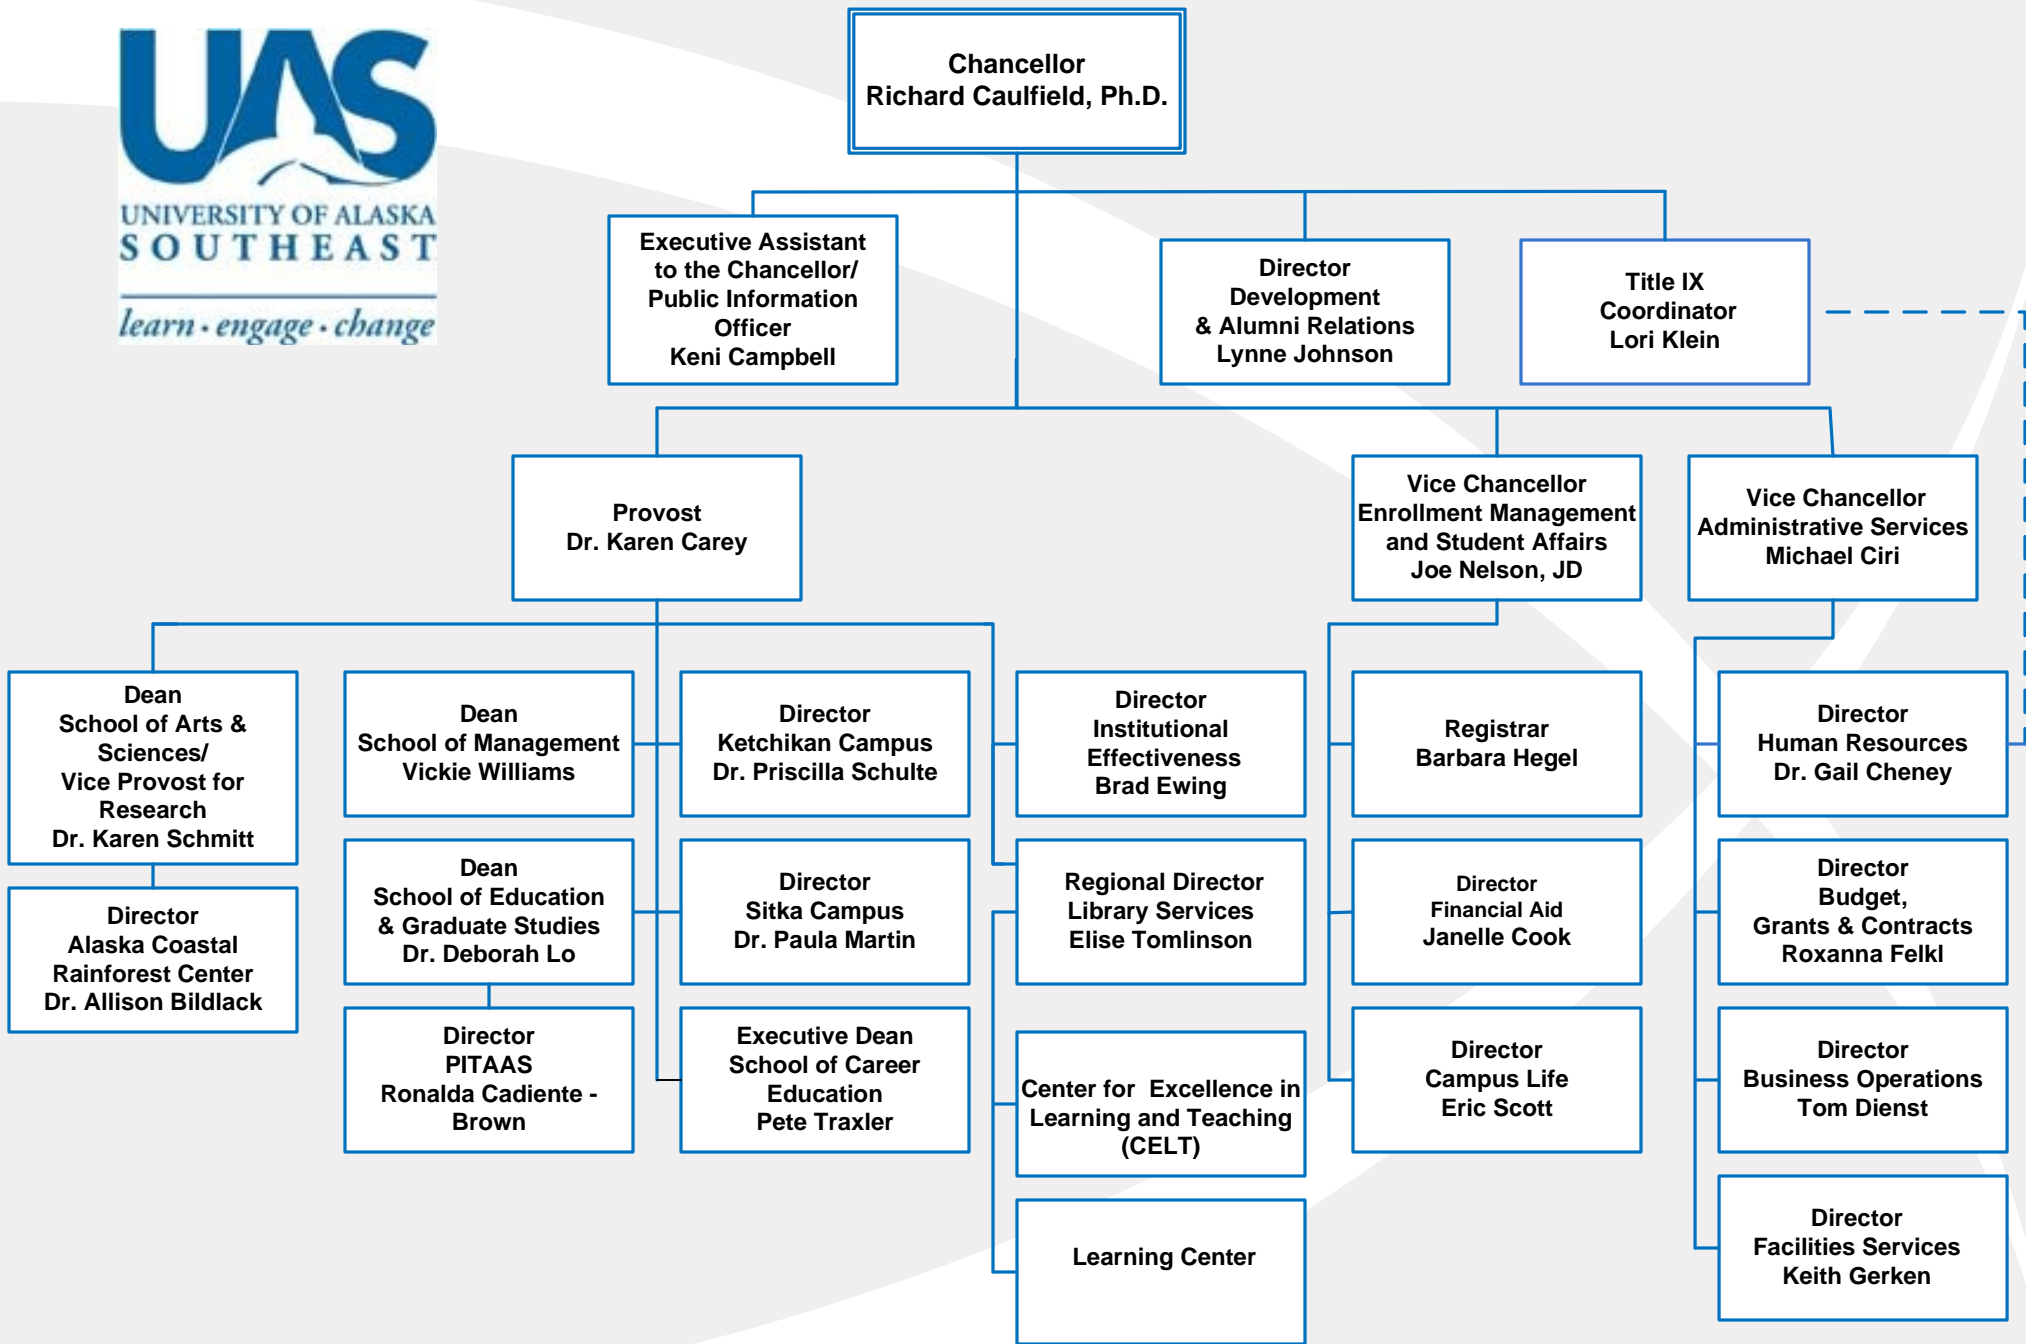 UAS
UNIVERSITY OF ALASKA
SOUTHEAST
learn · engage · change
Chancellor
Richard Caulfield, Ph.D.
Executive Assistant
to the Chancellor/
Public Information
Officer
Keni Campbell
Director
Development
& Alumni Relations
Lynne Johnson
Title IX
Coordinator
Lori Klein
Provost
Dr. Karen Carey
Vice Chancellor
Enrollment Management
and Student Affairs
Joe Nelson, JD
Vice Chancellor
Administrative Services
Michael Ciri
Dean
School of Arts &
Sciences/
Vice Provost for
Research
Dr. Karen Schmitt
Dean
School of Management
Vickie Williams
Director
Ketchikan Campus
Dr. Priscilla Schulte
Director
Institutional
Effectiveness
Brad Ewing
Registrar
Barbara Hegel
Director
Human Resources
Dr. Gail Cheney
Director
Alaska Coastal
Rainforest Center
Dr. Allison Bildlack
Dean
School of Education
& Graduate Studies
Dr. Deborah Lo
Director
Sitka Campus
Dr. Paula Martin
Regional Director
Library Services
Elise Tomlinson
Director
Financial Aid
Janelle Cook
Director
Budget,
Grants & Contracts
Roxanna Felkl
Director
PITAAS
Ronalda Cadiente -
Brown
Executive Dean
School of Career
Education
Pete Traxler
Center for  Excellence in
Learning and Teaching
(CELT)
Director
Campus Life
Eric Scott
Director
Business Operations
Tom Dienst
Learning Center
Director
Facilities Services
Keith Gerken